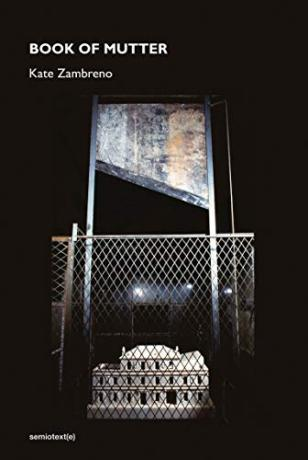 BOOK OF MUTTER
Kate Zambreno
semiotext(e)